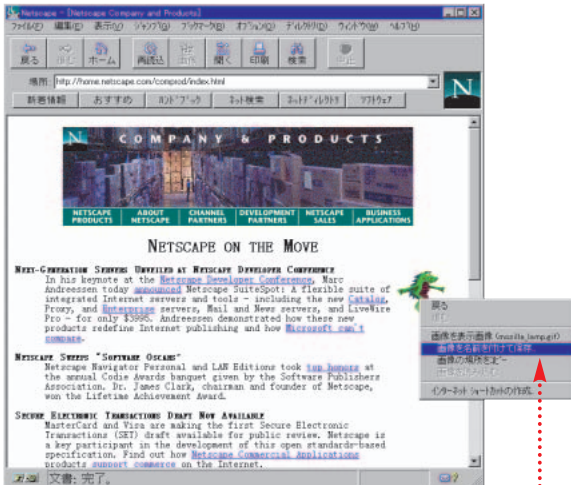 Netscape - [Netscape Company and Products]
ファイル(F) 編集(E) 表示(V) ジャンプ(G) ブックマーク(B) オプション(O) ディレクトリ(D) ウィンドウ(W) ヘルプ(H)
戻る 進む ホーム 再読込 画像 開く 印刷 検索 中止
場所: http://home.netscape.com/comprod/index.html
N
新着情報 おすすめ ハンドブック ネット検索 ネットディレクトリ ソフトウェア
N COMPANY & PRODUCTS
NETSCAPE PRODUCTS ABOUT NETSCAPE CHANNEL PARTNERS DEVELOPMENT PARTNERS NETSCAPE SALES BUSINESS APPLICATIONS
NETSCAPE ON THE MOVE
NEXT-GENERATION SERVERS UNVEILED AT NETSCAPE DEVELOPER CONFERENCE
In his keynote at the Netscape Developer Conference, Marc
Andreessen today announced Netscape SuiteSpot: A flexible suite of
integrated Internet servers and tools - including the new Catalog,
Proxy, and Enterprise servers, Mail and News servers, and LiveWire
Pro - for only $3995. Andreessen demonstrated how these new
products redefine Internet publishing and how Microsoft can't
compare.
NETSCAPE SWEEPS "SOFTWARE OSCARS"
Netscape Navigator Personal and LAN Editions took top honors at
the annual Codie Awards banquet given by the Software Publishers
Association. Dr. James Clark, chairman and founder of Netscape,
won the Lifetime Achievement Award.
SECURE ELECTRONIC TRANSACTIONS DRAFT NOW AVAILABLE
MasterCard and Visa are making the first Secure Electronic
Transactions (SET) draft available for public review. Netscape is
a key participant in the development of this open standards-based
specification. Find out how Netscape Commercial Applications
products support commerce on the Internet.
文書: 完了。
戻る
進む
画像を表示画像 (mozilla_lamp.gif)
画像を名前を付けて保存...
画像の場所をコピー
画像を読み込む
インターネット ショートカットの作成...